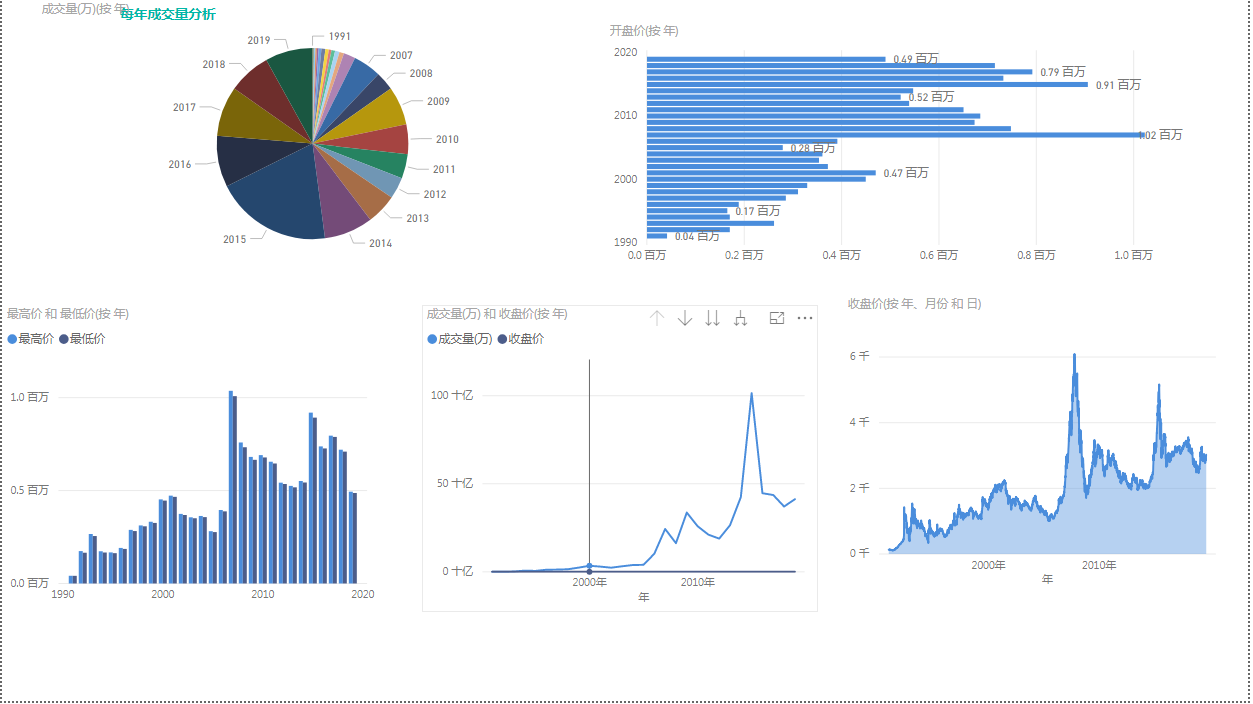 成交量(万)(按 年)
每年成交量分析
1991
2007
2008
2009
2010
2011
2012
2013
2014
2015
2016
2017
2018
2019
开盘价(按 年)
2020
2010
2000
1990
0.49 百万
0.79 百万
0.91 百万
0.52 百万
1.02 百万
0.28 百万
0.47 百万
0.17 百万
0.04 百万
0.0 百万
0.2 百万
0.4 百万
0.6 百万
0.8 百万
1.0 百万
最高价 和 最低价(按 年)
最高价 最低价
1.0 百万
0.5 百万
0.0 百万
1990
2000
2010
2020
成交量(万) 和 收盘价(按 年)
成交量(万) 收盘价
100 十亿
50 十亿
0 十亿
2000年
2010年
年
收盘价(按 年、月份 和 日)
6 千
4 千
2 千
0 千
2000年
2010年
年